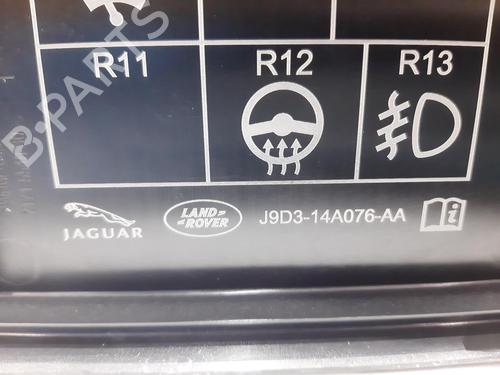 R11 R12 R13
B-PARTS
JAGUAR LAND ROVER J9D3-14A076-AA